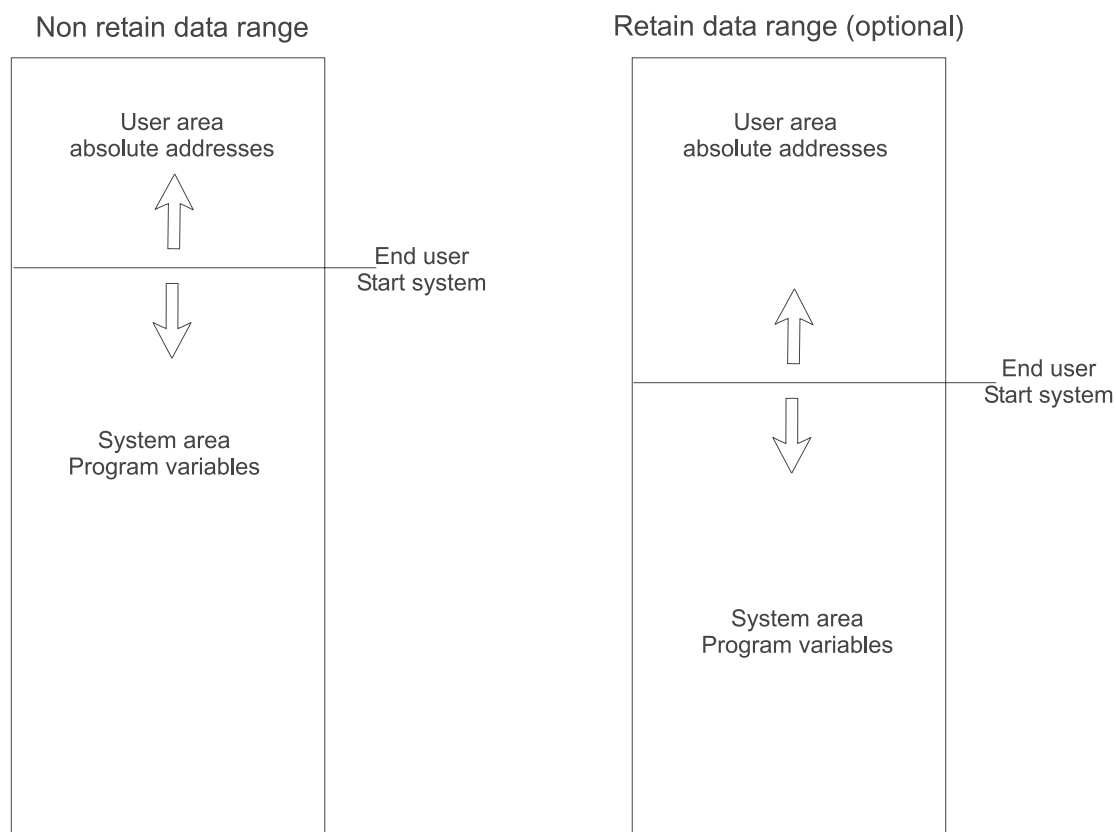 Non retain data range
User area
absolute addresses
End user
Start system
System area
Program variables
Retain data range (optional)
User area
absolute addresses
End user
Start system
System area
Program variables